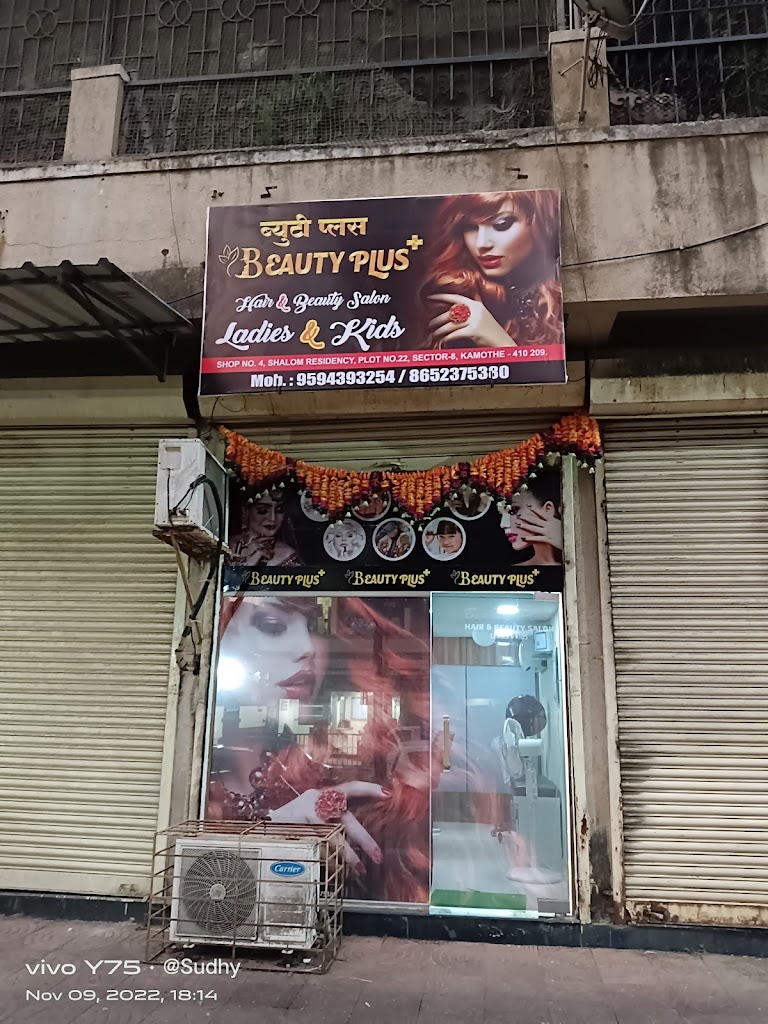 ब्युटी प्लस
BEAUTY PLUS+
Hair & Beauty Salon
Ladies & Kids
SHOP NO. 4, SHALOM RESIDENCY, PLOT NO.22, SECTOR-8, KAMOTHE - 410 209.
Moh. : 9594393254 / 8652375380
BEAUTY PLUS+ BEAUTY PLUS+ BEAUTY PLUS+
HAIR & BEAUTY SALON
Carrier
vivo Y75 · @Sudhy
Nov 09, 2022, 18:14